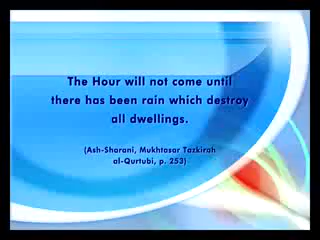 The Hour will not come until
there has been rain which destroy
all dwellings.
(Ash-Sharani, Mukhtasar Tazkirah
al-Qurtubi, p. 253)